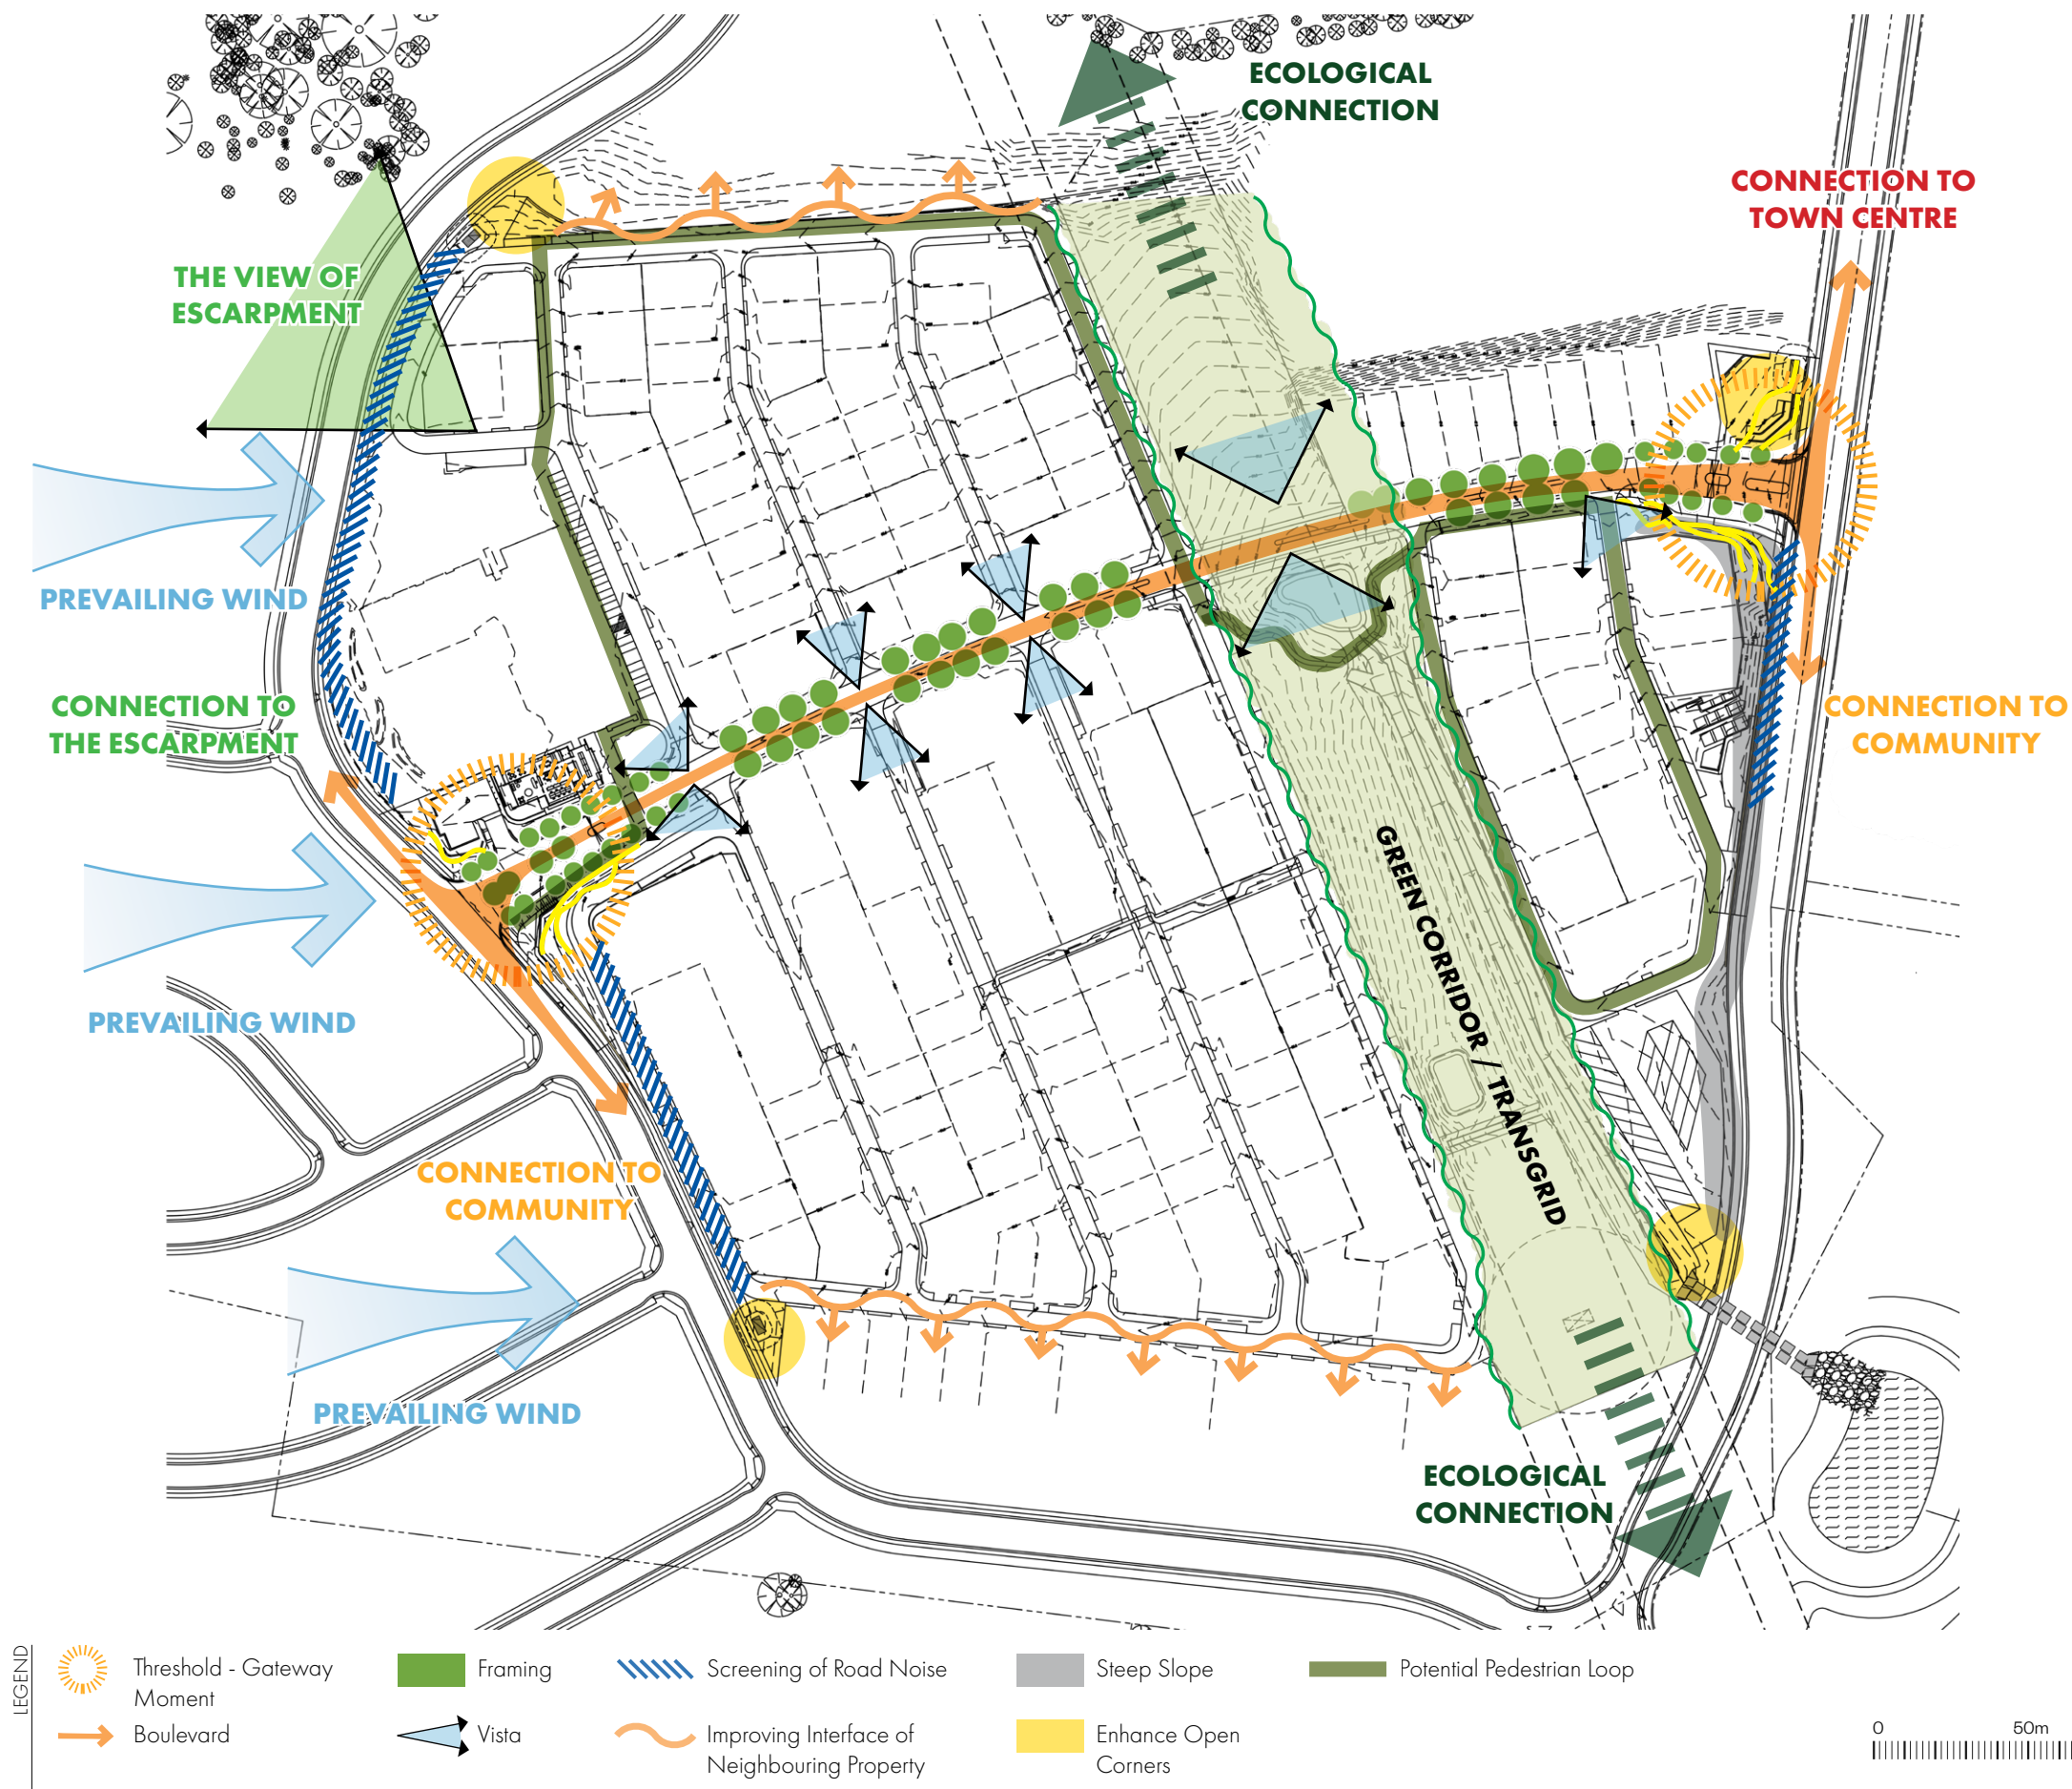 ECOLOGICAL
CONNECTION
CONNECTION TO
TOWN CENTRE
THE VIEW OF
ESCARPMENT
PREVAILING WIND
CONNECTION TO
THE ESCARPMENT
CONNECTION TO
COMMUNITY
GREEN CORRIDOR / TRANSGRID
PREVAILING WIND
CONNECTION TO
COMMUNITY
PREVAILING WIND
ECOLOGICAL
CONNECTION
LEGEND
Threshold - Gateway
Moment
Boulevard
Framing
Vista
Screening of Road Noise
Improving Interface of
Neighbouring Property
Steep Slope
Enhance Open
Corners
Potential Pedestrian Loop
0 50m